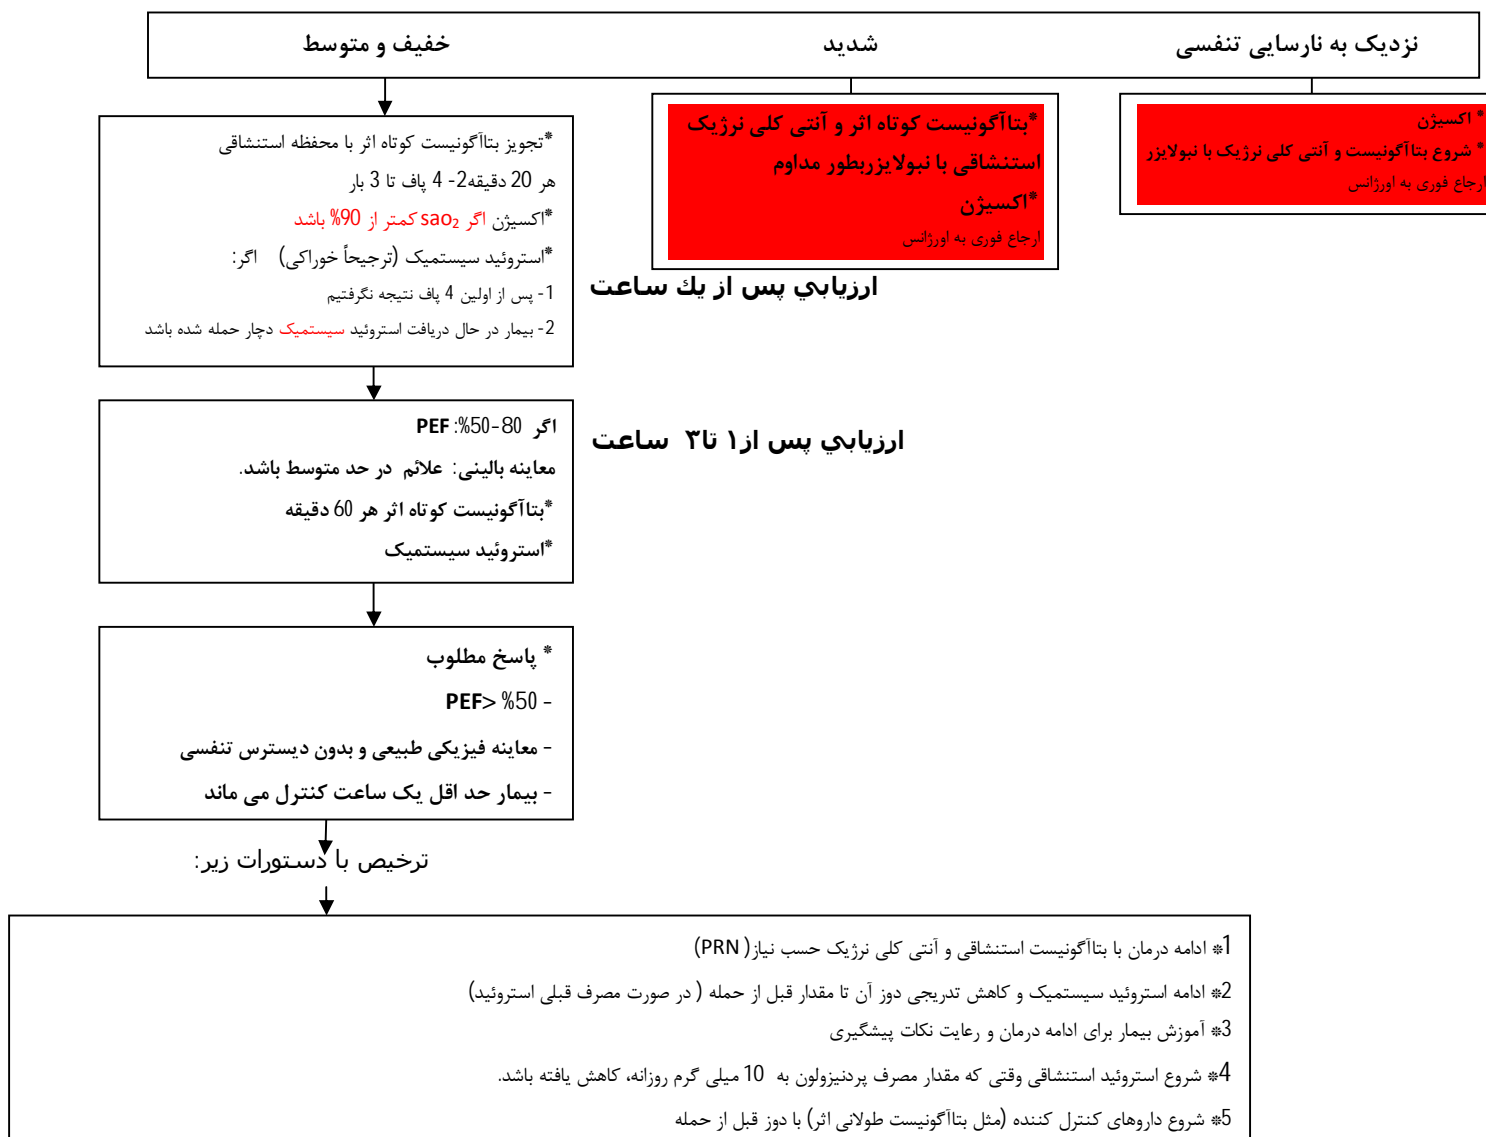 نزدیک به نارسایی تنفسی
شدید
خفیف و متوسط
* اکسیژن
* شروع بتاآگونیست و آنتی کلی نرژیک با نبولایزر
ارجاع فوری به اورژانس
*بتاآگونیست کوتاه اثر و آنتی کلی نرژیک
استنشاقی با نبولایزربطور مداوم
*اکسیژن
ارجاع فوری به اورژانس
*تجویز بتاآگونیست کوتاه اثر با محفظه استنشاقی
هر 20 دقیقه2- 4 پاف تا 3 بار
*اکسیژن اگر sao₂ کمتر از 90% باشد
*استروئید سیستمیک (ترجیحاً خوراکی) اگر:
1- پس از اولین 4 پاف نتیجه نگرفتیم
2- بیمار در حال دریافت استروئید سیستمیک دچار حمله شده باشد
ارزیابي پس از یك ساعت
اگر PEF :%50-80
معاینه بالینی: علائم در حد متوسط باشد.
*بتاآگونیست کوتاه اثر هر 60 دقیقه
*استروئید سیستمیک
ارزیابي پس از۱ تا۳ ساعت
* پاسخ مطلوب
PEF> %50 -
- معاینه فیزیکی طبیعی و بدون دیسترس تنفسی
- بیمار حد اقل یک ساعت کنترل می ماند
ترخیص با دستورات زیر:
1* ادامه درمان با بتاآگونیست استنشاقی و آنتی کلی نرژیک حسب نیاز( PRN)
2* ادامه استروئید سیستمیک و کاهش تدریجی دوز آن تا مقدار قبل از حمله ( در صورت مصرف قبلی استروئید)
3* آموزش بیمار برای ادامه درمان و رعایت نکات پیشگیری
4* شروع استروئید استنشاقی وقتی که مقدار مصرف پردنیزولون به 10 میلی گرم روزانه، کاهش یافته باشد.
5* شروع داروهای کنترل کننده (مثل بتاآگونیست طولانی اثر) با دوز قبل از حمله